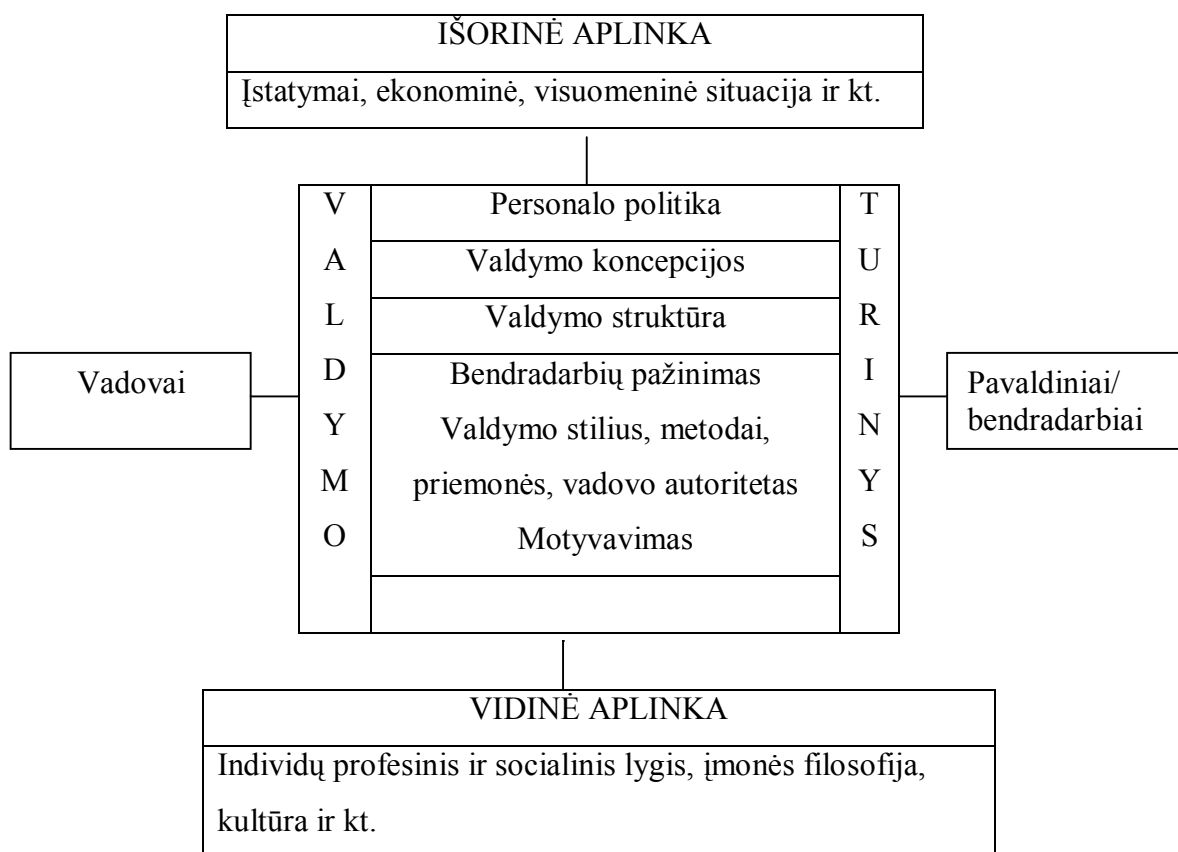 IŠORINĖ APLINKA
Įstatymai, ekonominė, visuomeninė situacija ir kt.
Vadovai
V
A
L
D
Y
M
O
Personalo politika
Valdymo koncepcijos
Valdymo struktūra
Bendradarbių pažinimas
Valdymo stilius, metodai,
priemonės, vadovo autoritetas
Motyvavimas
T
U
R
I
N
Y
S
Pavaldiniai/
bendradarbiai
VIDINĖ APLINKA
Individų profesinis ir socialinis lygis, įmonės filosofija,
kultūra ir kt.